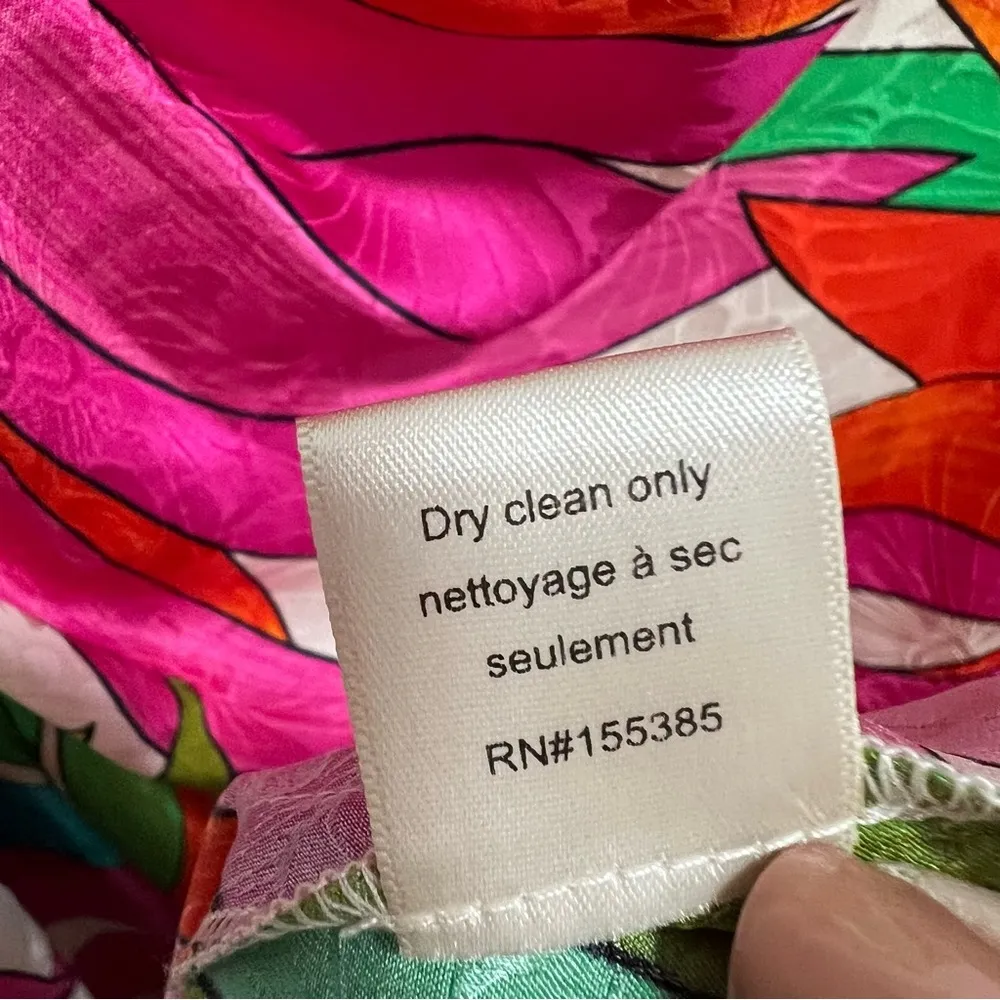 Dry clean only
nettoyage à sec
seulement
RN#155385